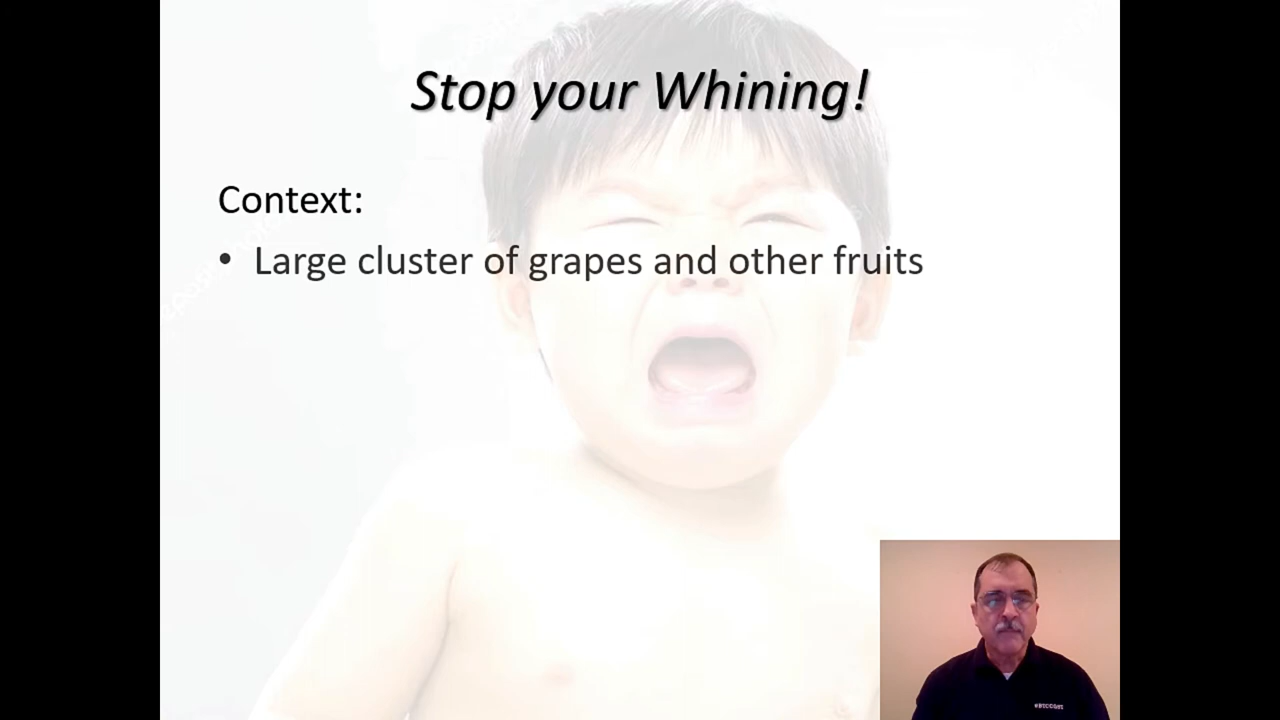 Stop your Whining!
Context:
• Large cluster of grapes and other fruits